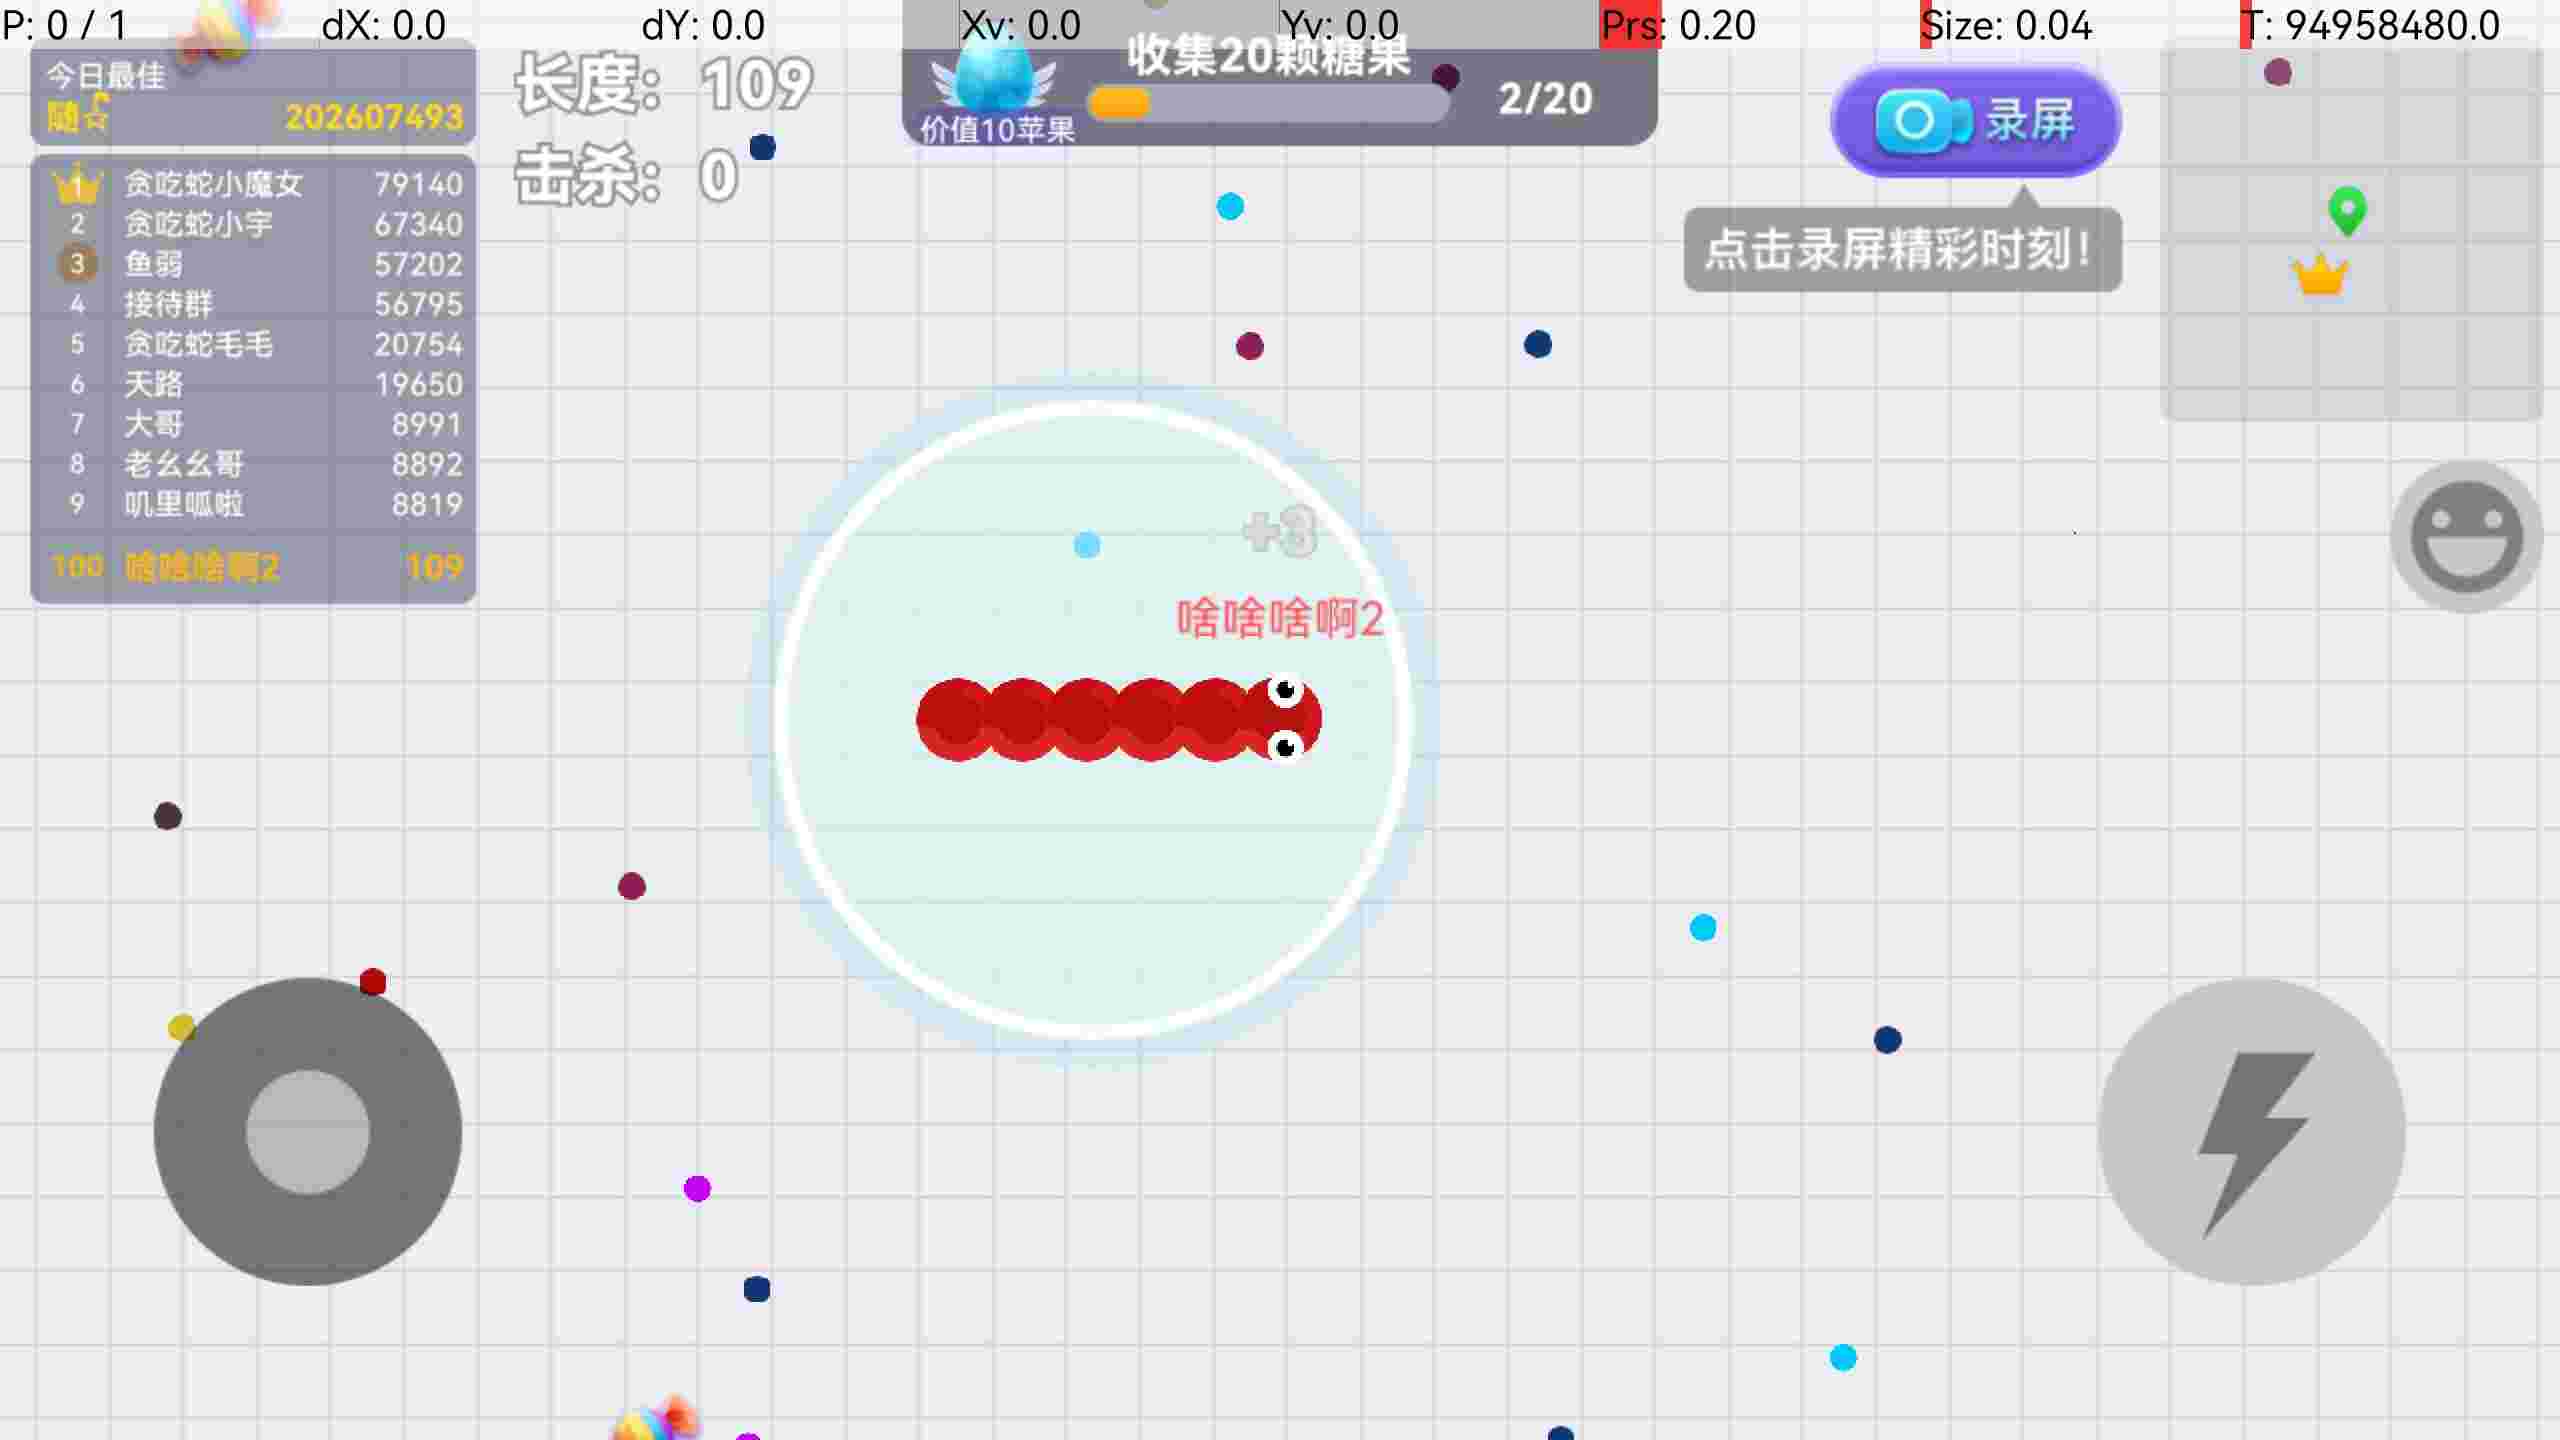 P: 0 / 1
dX: 0.0
dY: 0.0
Xv: 0.0
Yv: 0.0
Prs: 0.20
Size: 0.04
T: 94958480.0
今日最佳
随☆ 202607493
1 贪吃蛇小魔女 79140
2 贪吃蛇小宇 67340
3 鱼弱 57202
4 接待群 56795
5 贪吃蛇毛毛 20754
6 天路 19650
7 大哥 8991
8 老幺幺哥 8892
9 叽里呱啦 8819
100 啥啥啥啊2 109
长度：109
击杀：0
收集20颗糖果
2/20
价值10苹果
录屏
点击录屏精彩时刻！
+3
啥啥啥啊2